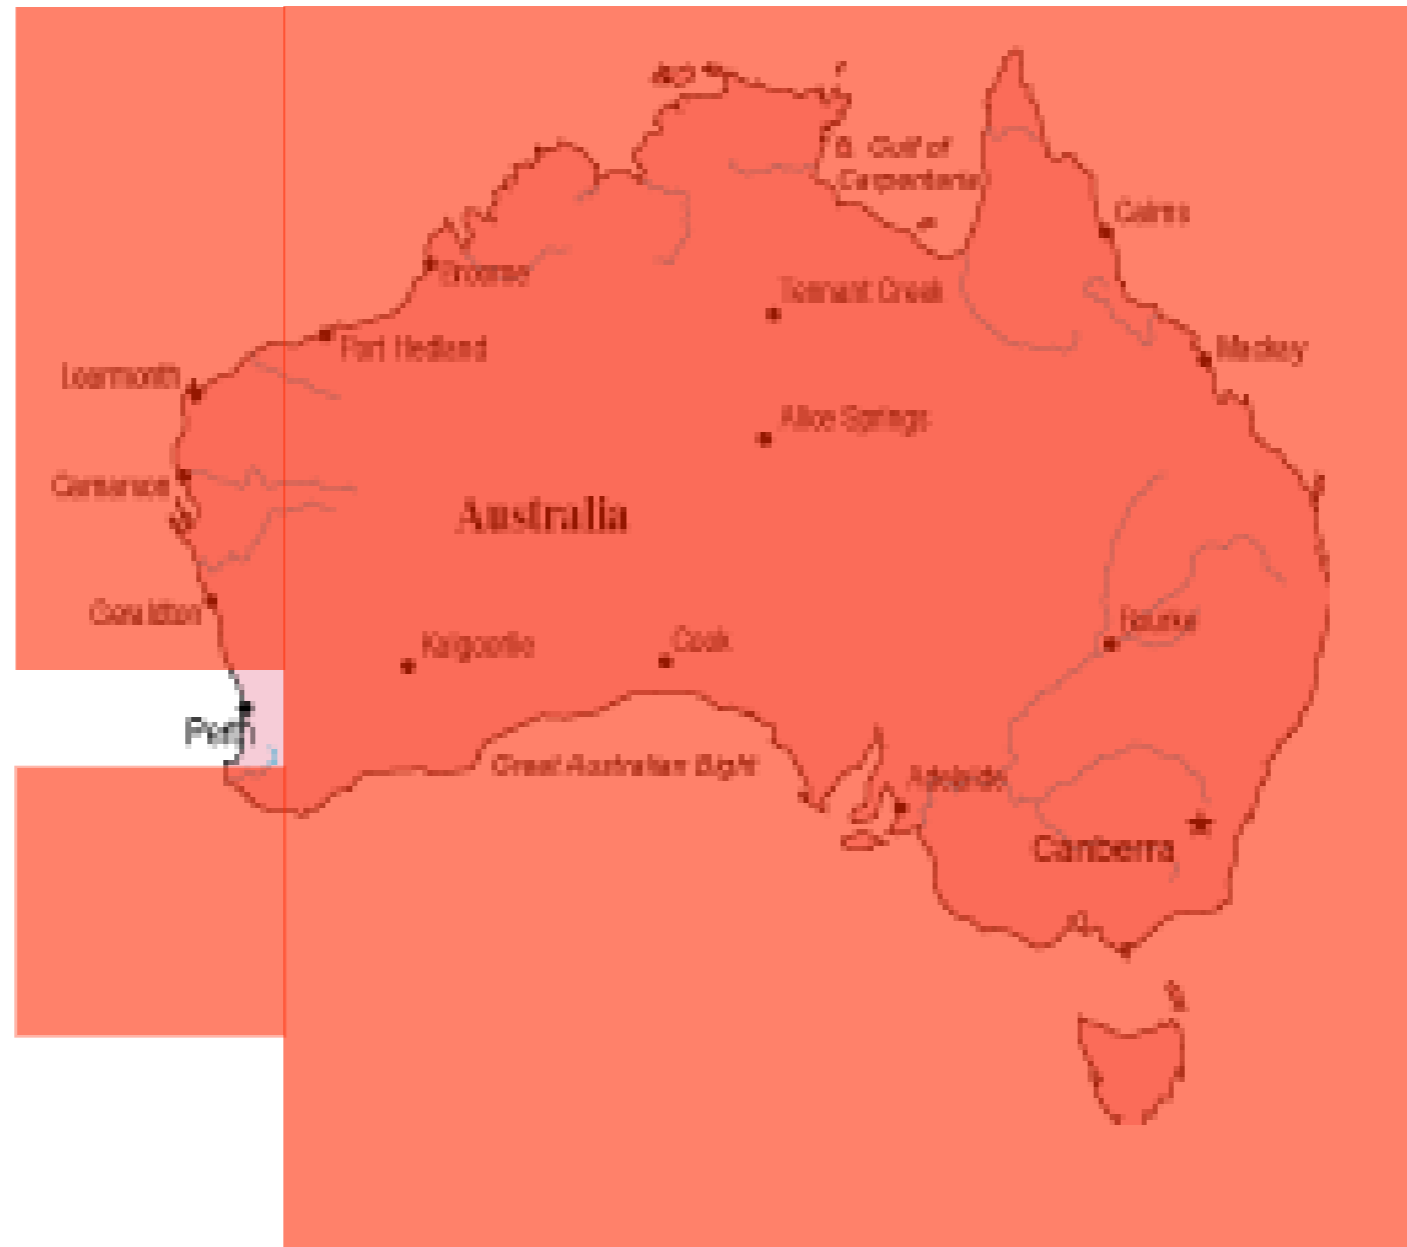 G. Gulf of
Carpentaria
Cairns
Broome
Tennant Creek
Port Hedland
Mackay
Learmonth
Alice Springs
Carnarvon
Australia
Geraldton
Kalgoorlie
Cook
Bourke
Perth
Great Australian Bight
Adelaide
Canberra